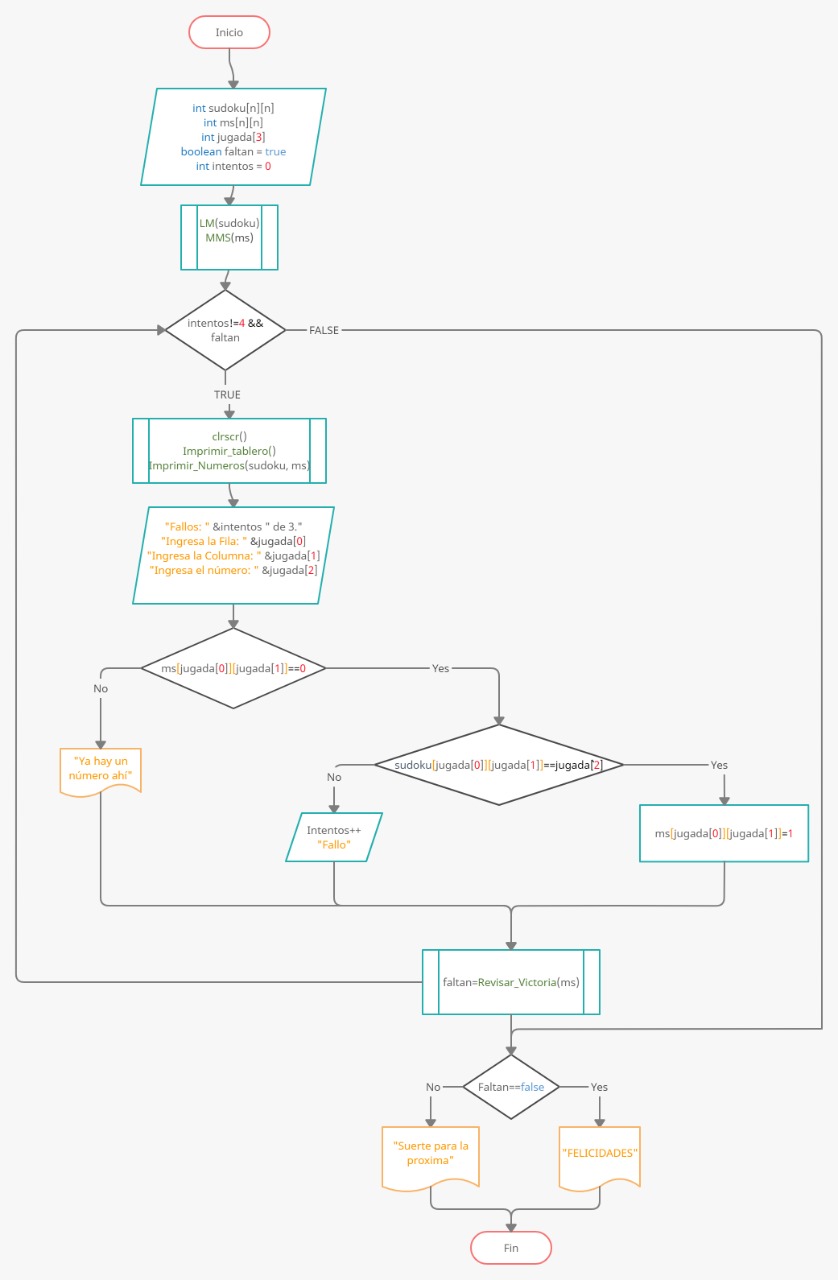 Inicio
int sudoku[n][n]
int ms[n][n]
int jugada[3]
boolean faltan = true
int intentos = 0
LM(sudoku)
MMS(ms)
intentos!=4 &&
faltan
FALSE
TRUE
clrscr()
Imprimir_tablero()
Imprimir_Numeros(sudoku, ms)
"Fallos: " &intentos " de 3."
"Ingresa la Fila: " &jugada[0]
"Ingresa la Columna: " &jugada[1]
"Ingresa el número: " &jugada[2]
ms[jugada[0]][jugada[1]]==0
No
Yes
"Ya hay un
número ahí"
sudoku[jugada[0]][jugada[1]]==jugada[2]
No
Yes
Intentos++
"Fallo"
ms[jugada[0]][jugada[1]]=1
faltan=Revisar_Victoria(ms)
Faltan==false
No
Yes
"Suerte para la
proxima"
"FELICIDADES"
Fin